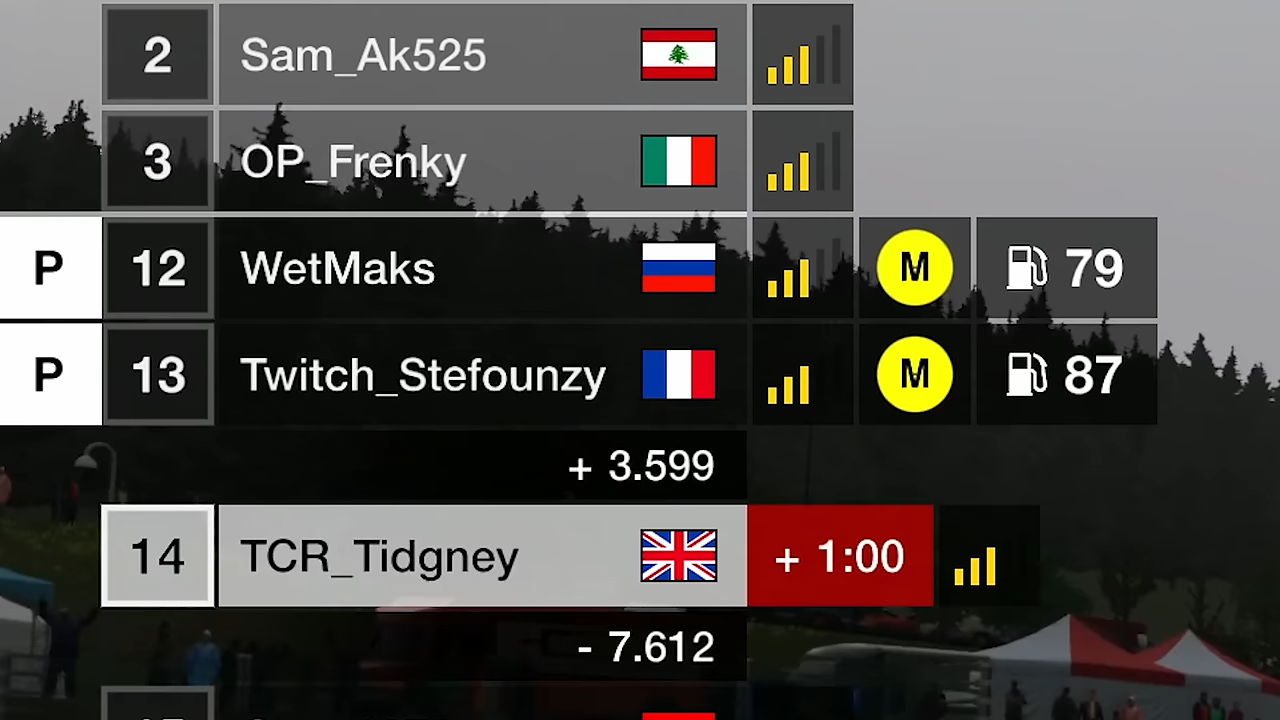 2 Sam_Ak525
3 OP_Frenky
P 12 WetMaks M 79
P 13 Twitch_Stefounzy M 87
+ 3.599
14 TCR_Tidgney + 1:00
- 7.612